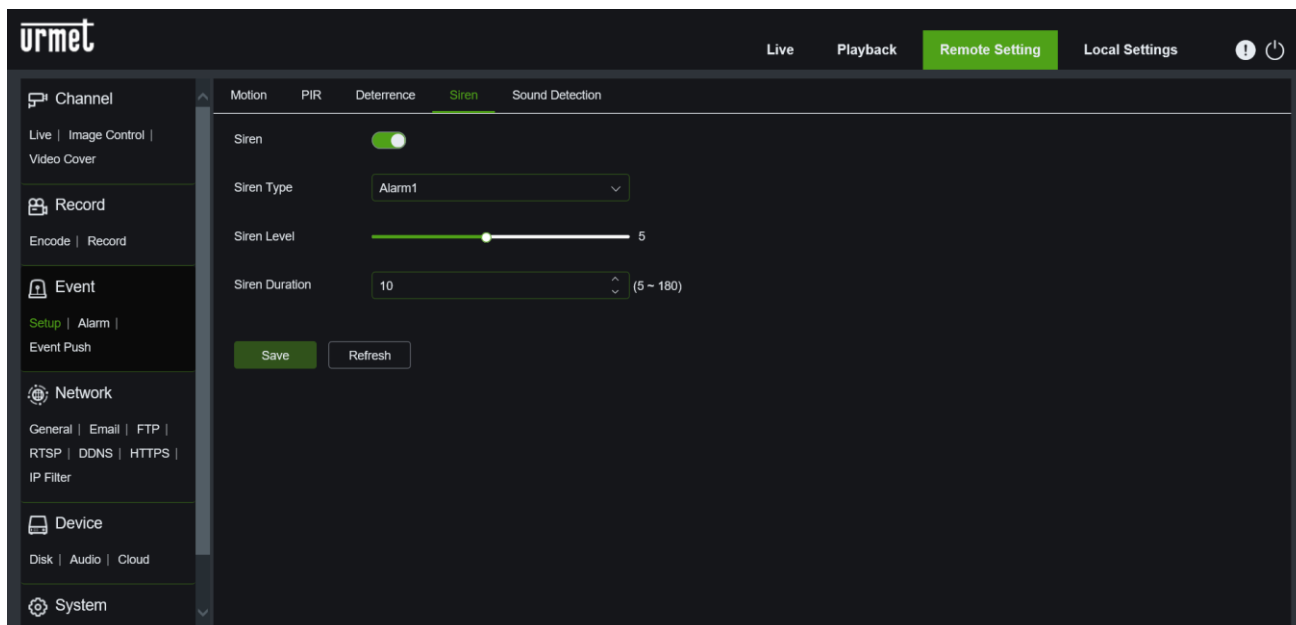 urmet
Live Playback Remote Setting Local Settings
Channel
Live | Image Control |
Video Cover
Record
Encode | Record
Event
Setup | Alarm |
Event Push
Network
General | Email | FTP |
RTSP | DDNS | HTTPS |
IP Filter
Device
Disk | Audio | Cloud
System
Motion PIR Deterrence Siren Sound Detection
Siren
Siren Type Alarm1
Siren Level 5
Siren Duration 10 (5 ~ 180)
Save Refresh